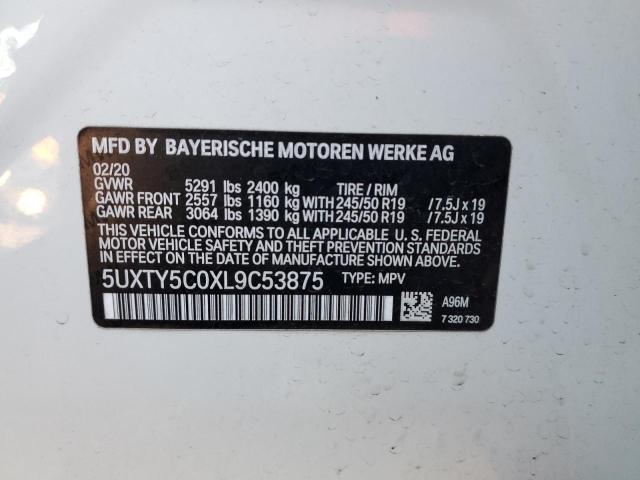 MFD BY BAYERISCHE MOTOREN WERKE AG
02/20
GVWR 5291 lbs 2400 kg TIRE / RIM
GAWR FRONT 2557 lbs 1160 kg WITH 245/50 R19 / 7.5J x 19
GAWR REAR 3064 lbs 1390 kg WITH 245/50 R19 / 7.5J x 19
THIS VEHICLE CONFORMS TO ALL APPLICABLE U. S. FEDERAL
MOTOR VEHICLE SAFETY AND THEFT PREVENTION STANDARDS
IN EFFECT ON THE DATE OF MANUFACTURE SHOWN ABOVE.
5UXTY5C0XL9C53875 TYPE: MPV
A96M
7 320 730